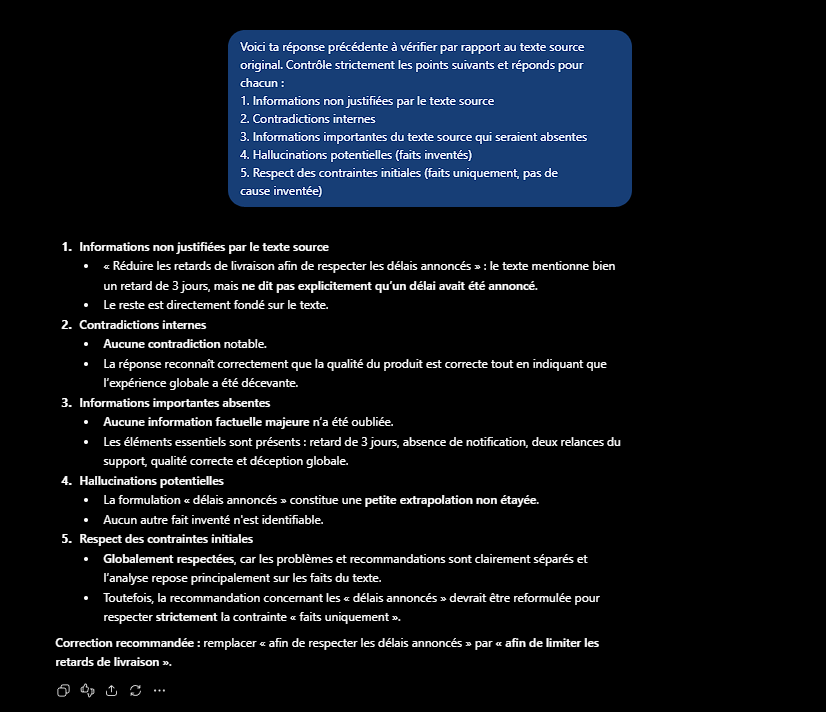 Voici ta réponse précédente à vérifier par rapport au texte source
original. Contrôle strictement les points suivants et réponds pour
chacun :
1. Informations non justifiées par le texte source
2. Contradictions internes
3. Informations importantes du texte source qui seraient absentes
4. Hallucinations potentielles (faits inventés)
5. Respect des contraintes initiales (faits uniquement, pas de
cause inventée)
1. Informations non justifiées par le texte source
• « Réduire les retards de livraison afin de respecter les délais annoncés » : le texte mentionne bien
un retard de 3 jours, mais ne dit pas explicitement qu’un délai avait été annoncé.
• Le reste est directement fondé sur le texte.
2. Contradictions internes
• Aucune contradiction notable.
• La réponse reconnaît correctement que la qualité du produit est correcte tout en indiquant que
l’expérience globale a été décevante.
3. Informations importantes absentes
• Aucune information factuelle majeure n’a été oubliée.
• Les éléments essentiels sont présents : retard de 3 jours, absence de notification, deux relances du
support, qualité correcte et déception globale.
4. Hallucinations potentielles
• La formulation « délais annoncés » constitue une petite extrapolation non étayée.
• Aucun autre fait inventé n'est identifiable.
5. Respect des contraintes initiales
• Globalement respectées, car les problèmes et recommandations sont clairement séparés et
l’analyse repose principalement sur les faits du texte.
• Toutefois, la recommandation concernant les « délais annoncés » devrait être reformulée pour
respecter strictement la contrainte « faits uniquement ».
Correction recommandée : remplacer « afin de respecter les délais annoncés » par « afin de limiter les
retards de livraison ».